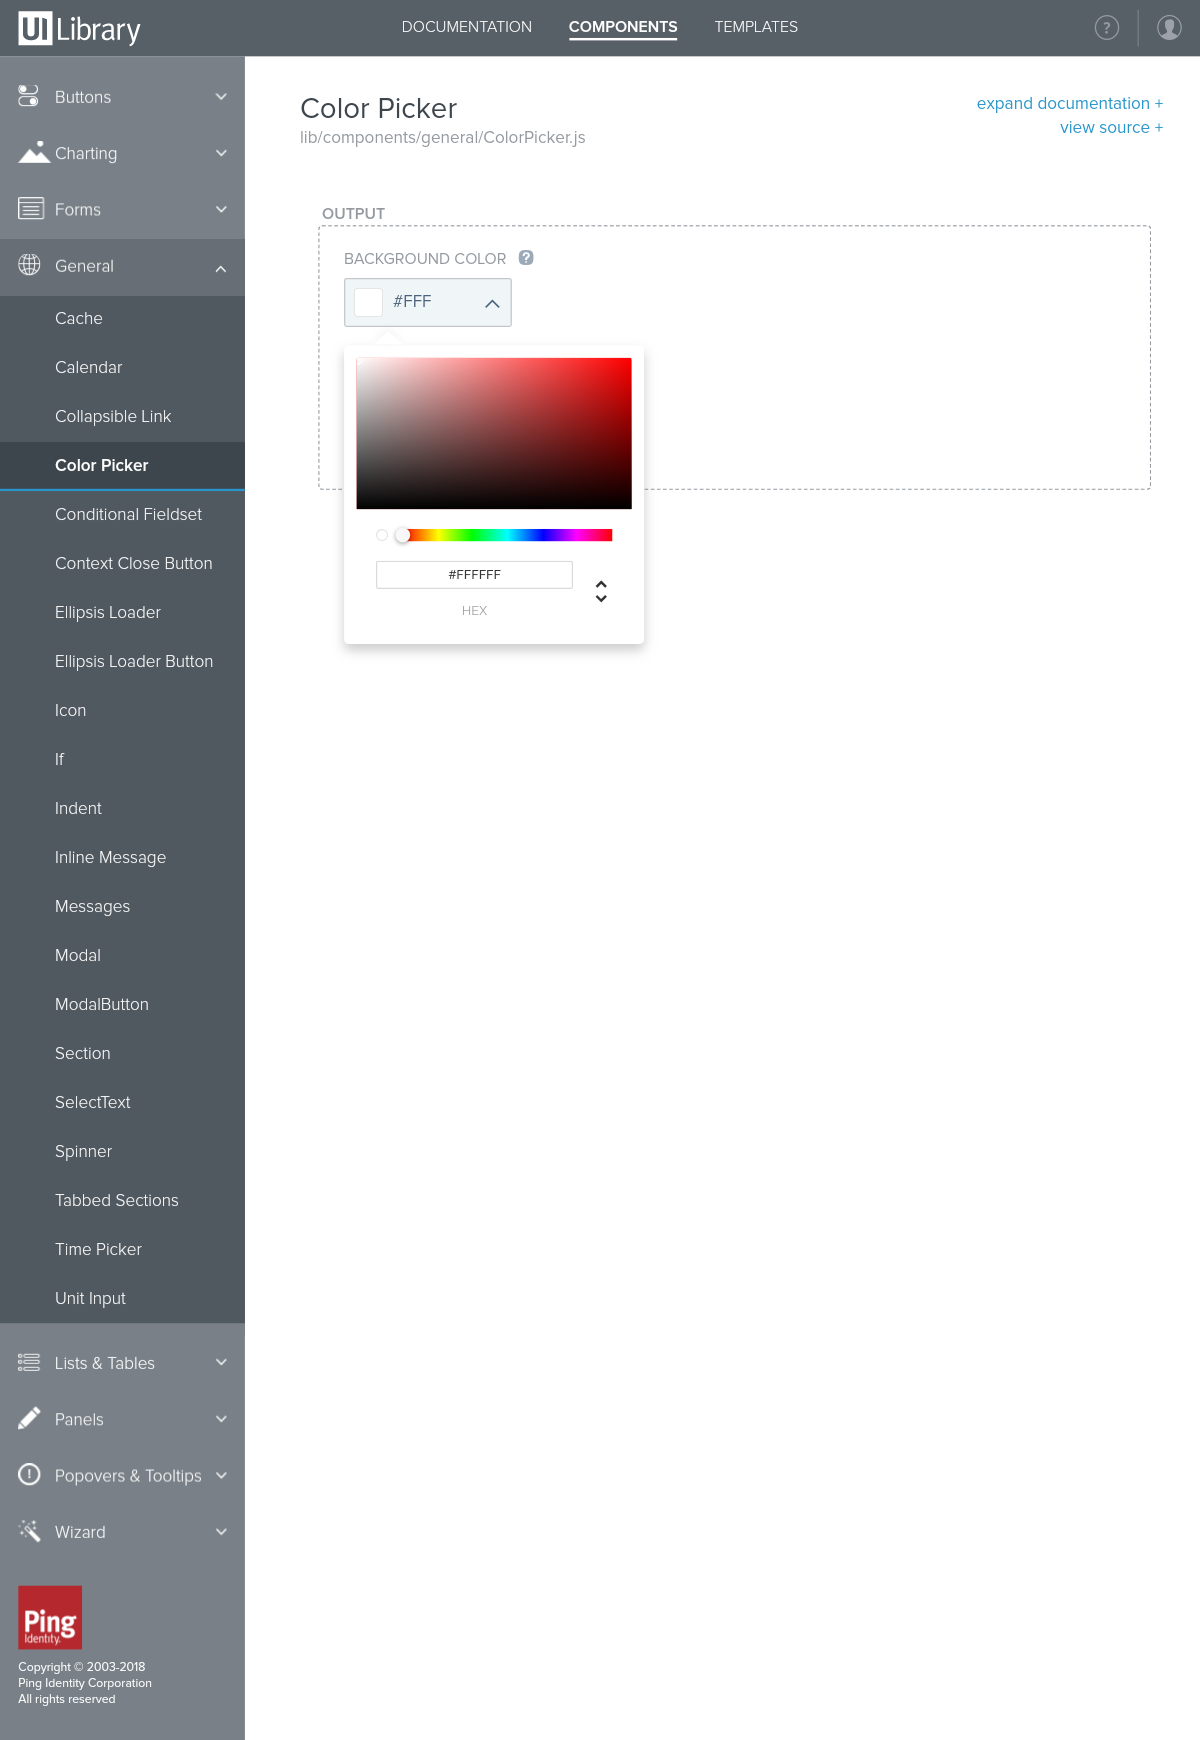 UI Library
DOCUMENTATION
COMPONENTS
TEMPLATES
?
Buttons
Charting
Forms
General
Cache
Calendar
Collapsible Link
Color Picker
Conditional Fieldset
Context Close Button
Ellipsis Loader
Ellipsis Loader Button
Icon
If
Indent
Inline Message
Messages
Modal
ModalButton
Section
SelectText
Spinner
Tabbed Sections
Time Picker
Unit Input
Lists & Tables
Panels
Popovers & Tooltips
Wizard
Ping
Identity.
Copyright © 2003-2018
Ping Identity Corporation
All rights reserved
Color Picker
lib/components/general/ColorPicker.js
expand documentation +
view source +
OUTPUT
BACKGROUND COLOR ?
#FFF
#FFFFFF
HEX